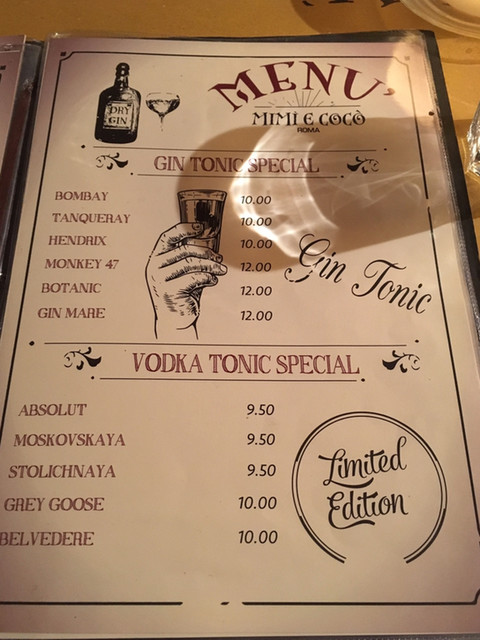 DRY
GIN
MENU'
MIMÌ E COCÒ
ROMA
GIN TONIC SPECIAL
BOMBAY 10.00
TANQUERAY 10.00
HENDRIX 10.00
MONKEY 47 12.00
BOTANIC 12.00
GIN MARE 12.00
Gin Tonic
VODKA TONIC SPECIAL
ABSOLUT 9.50
MOSKOVSKAYA 9.50
STOLICHNAYA 9.50
GREY GOOSE 10.00
BELVEDERE 10.00
Limited
Edition